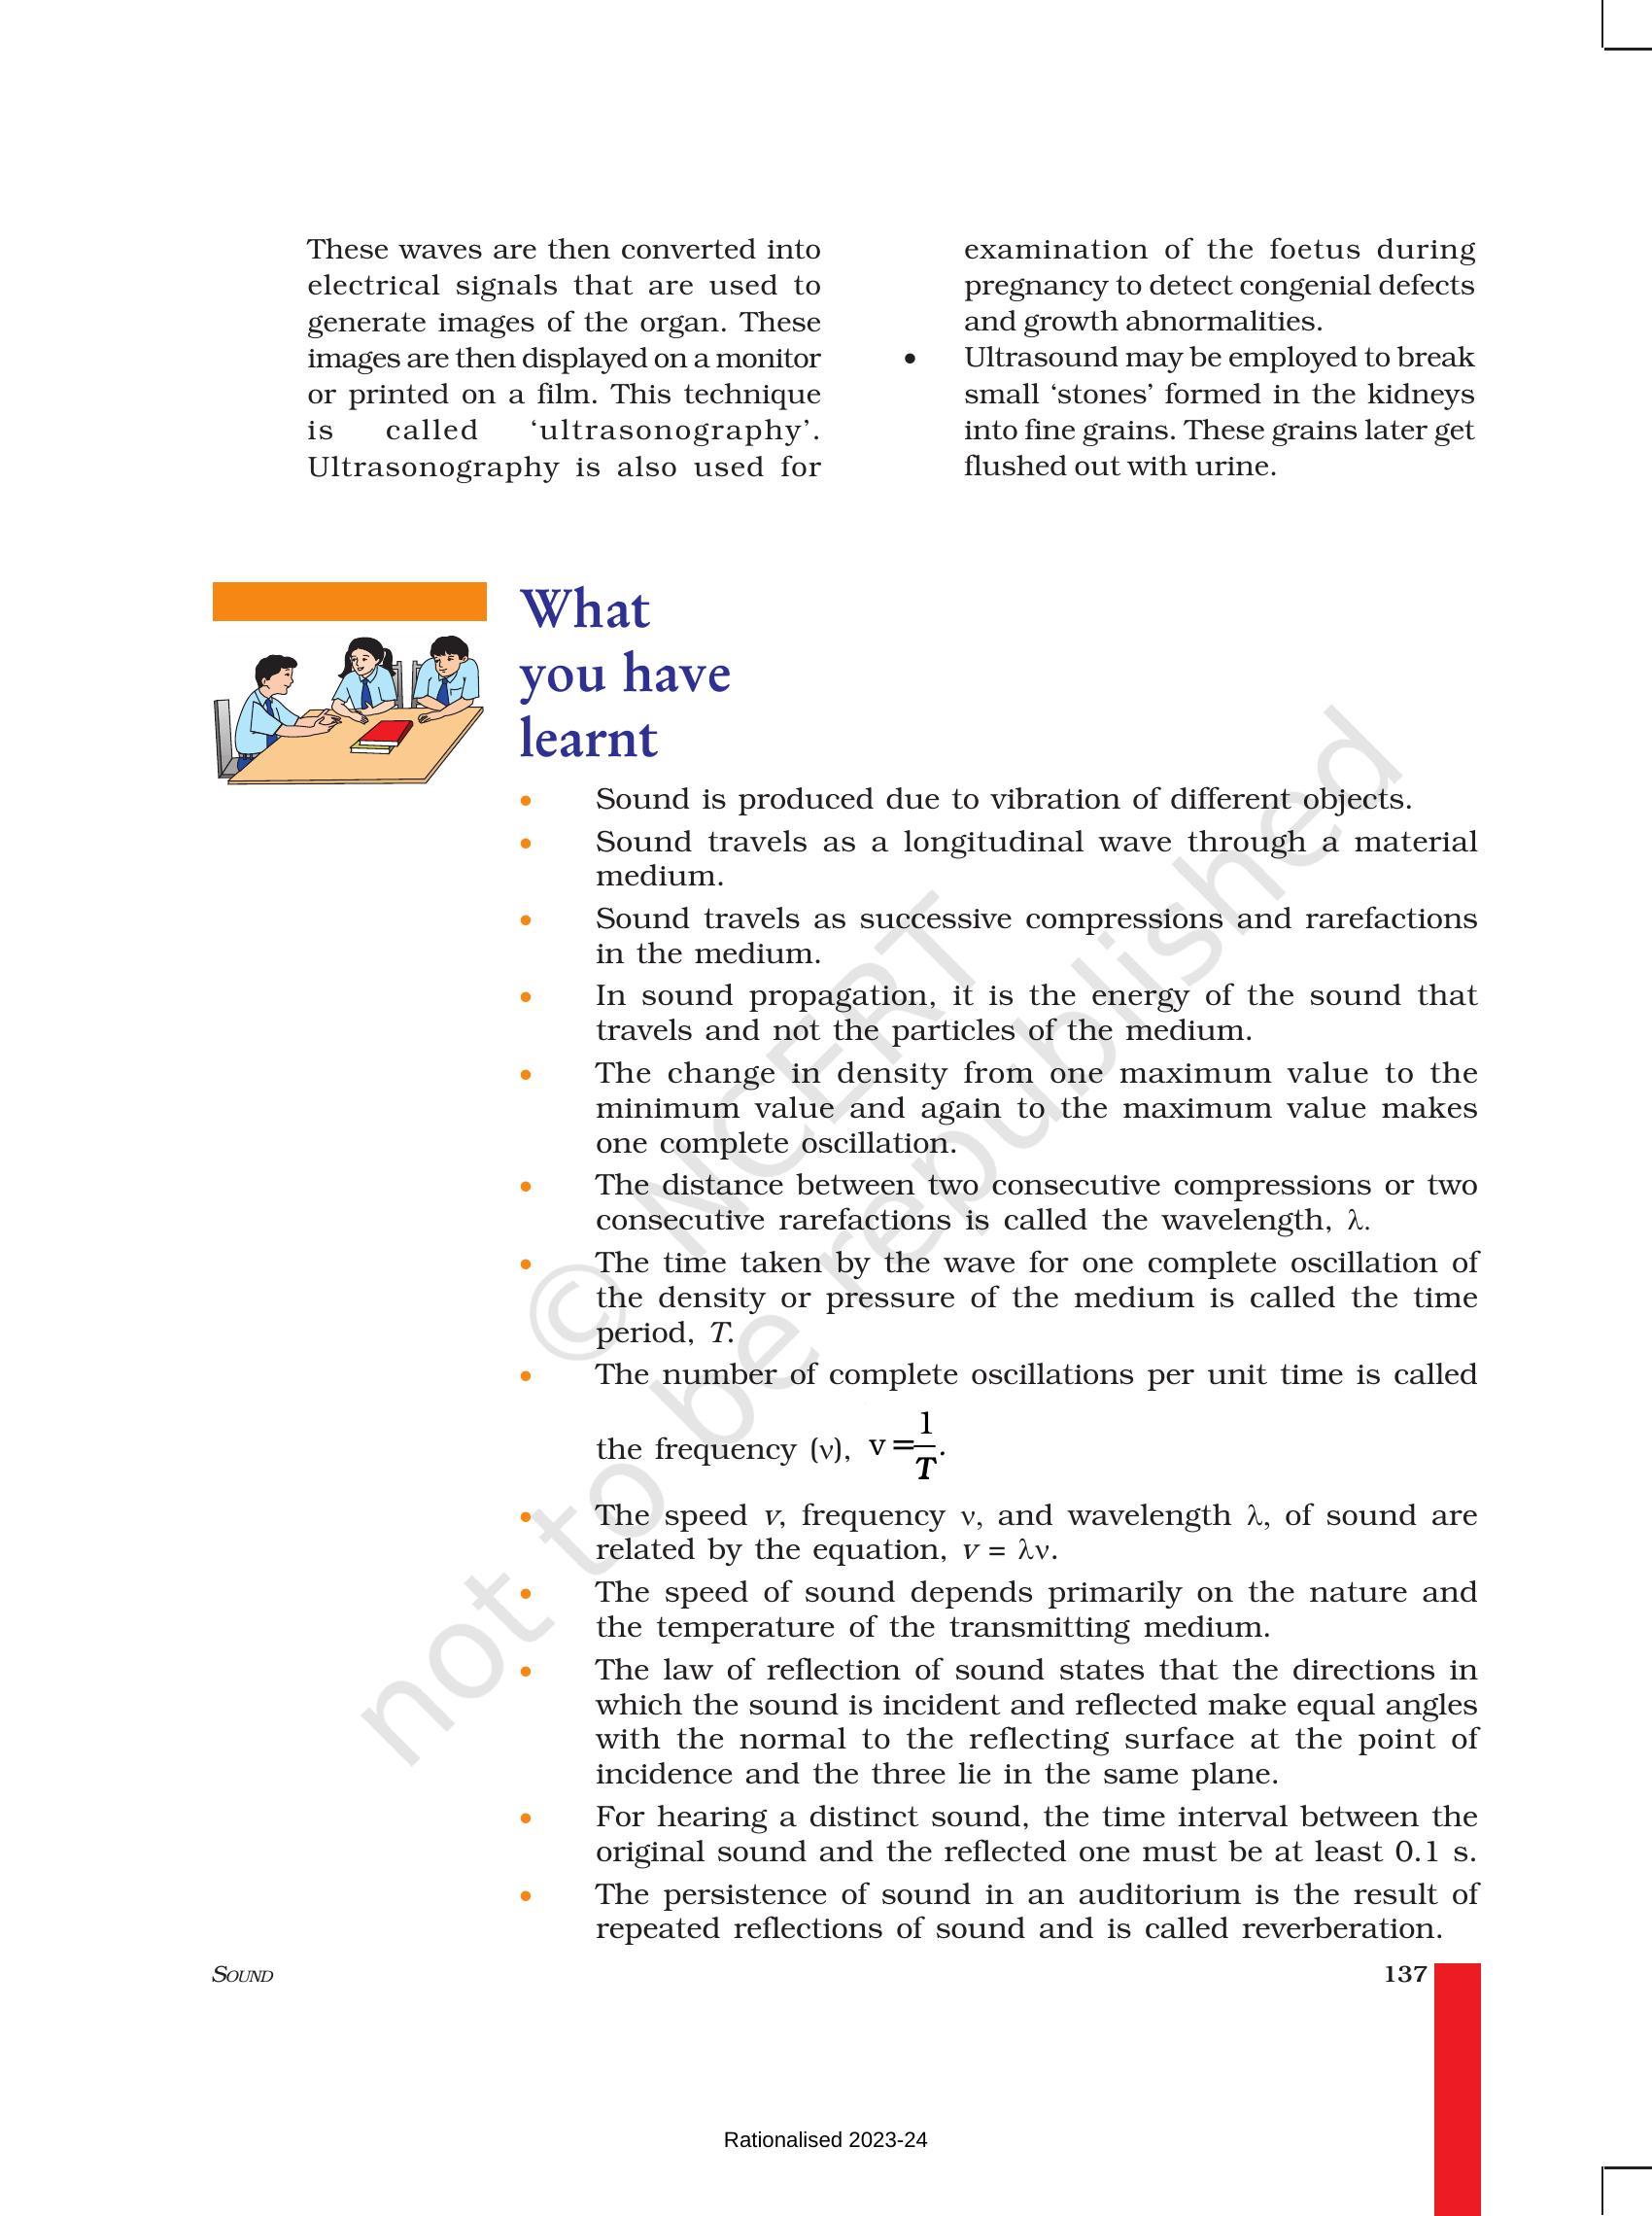 These waves are then converted into
electrical signals that are used to
generate images of the organ. These
images are then displayed on a monitor
or printed on a film. This technique
is called ‘ultrasonography’.
Ultrasonography is also used for
examination of the foetus during
pregnancy to detect congenial defects
and growth abnormalities.
• Ultrasound may be employed to break
small ‘stones’ formed in the kidneys
into fine grains. These grains later get
flushed out with urine.
What
you have
learnt
• Sound is produced due to vibration of different objects.
• Sound travels as a longitudinal wave through a material
medium.
• Sound travels as successive compressions and rarefactions
in the medium.
• In sound propagation, it is the energy of the sound that
travels and not the particles of the medium.
• The change in density from one maximum value to the
minimum value and again to the maximum value makes
one complete oscillation.
• The distance between two consecutive compressions or two
consecutive rarefactions is called the wavelength, λ.
• The time taken by the wave for one complete oscillation of
the density or pressure of the medium is called the time
period, T.
• The number of complete oscillations per unit time is called
the frequency (ν), v = 1/T.
• The speed v, frequency ν, and wavelength λ, of sound are
related by the equation, v = λν.
• The speed of sound depends primarily on the nature and
the temperature of the transmitting medium.
• The law of reflection of sound states that the directions in
which the sound is incident and reflected make equal angles
with the normal to the reflecting surface at the point of
incidence and the three lie in the same plane.
• For hearing a distinct sound, the time interval between the
original sound and the reflected one must be at least 0.1 s.
• The persistence of sound in an auditorium is the result of
repeated reflections of sound and is called reverberation.
© NCERT
not to be republished
SOUND
137
Rationalised 2023-24